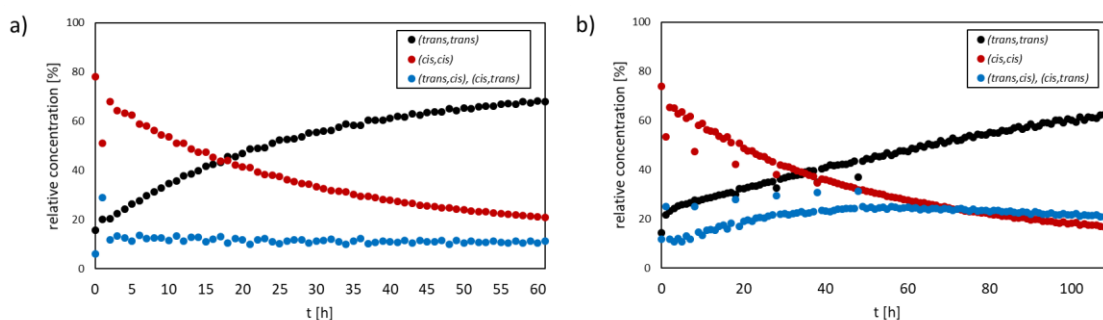 a)
relative concentration [%]
100
80
60
40
20
0
(trans,trans)
(cis,cis)
(trans,cis), (cis,trans)
0 5 10 15 20 25 30 35 40 45 50 55 60
t [h]
b)
relative concentration [%]
100
80
60
40
20
0
(trans,trans)
(cis,cis)
(trans,cis), (cis,trans)
0 20 40 60 80 100
t [h]